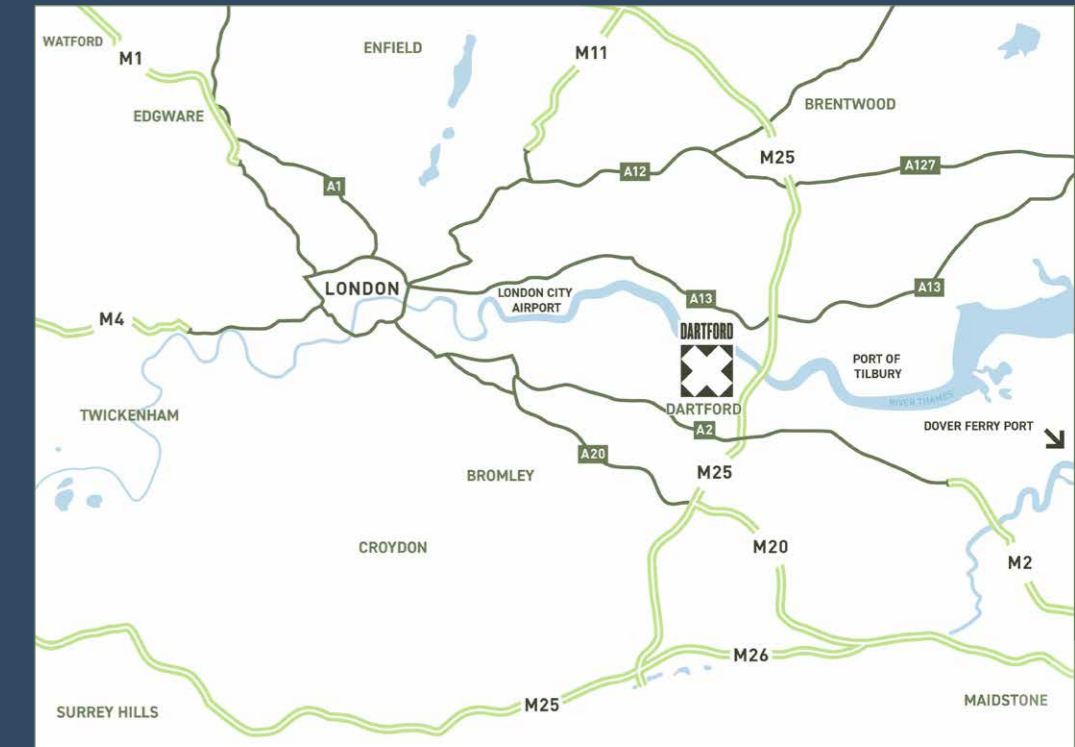 WATFORD
M1
ENFIELD
M11
EDGWARE
BRENTWOOD
M25
A12
A127
A1
LONDON
LONDON CITY
AIRPORT
A13
A13
M4
DARTFORD
PORT OF
TILBURY
RIVER THAMES
TWICKENHAM
DARTFORD
A2
DOVER FERRY PORT
A20
BROMLEY
M25
CROYDON
M20
M2
M26
SURREY HILLS
M25
MAIDSTONE